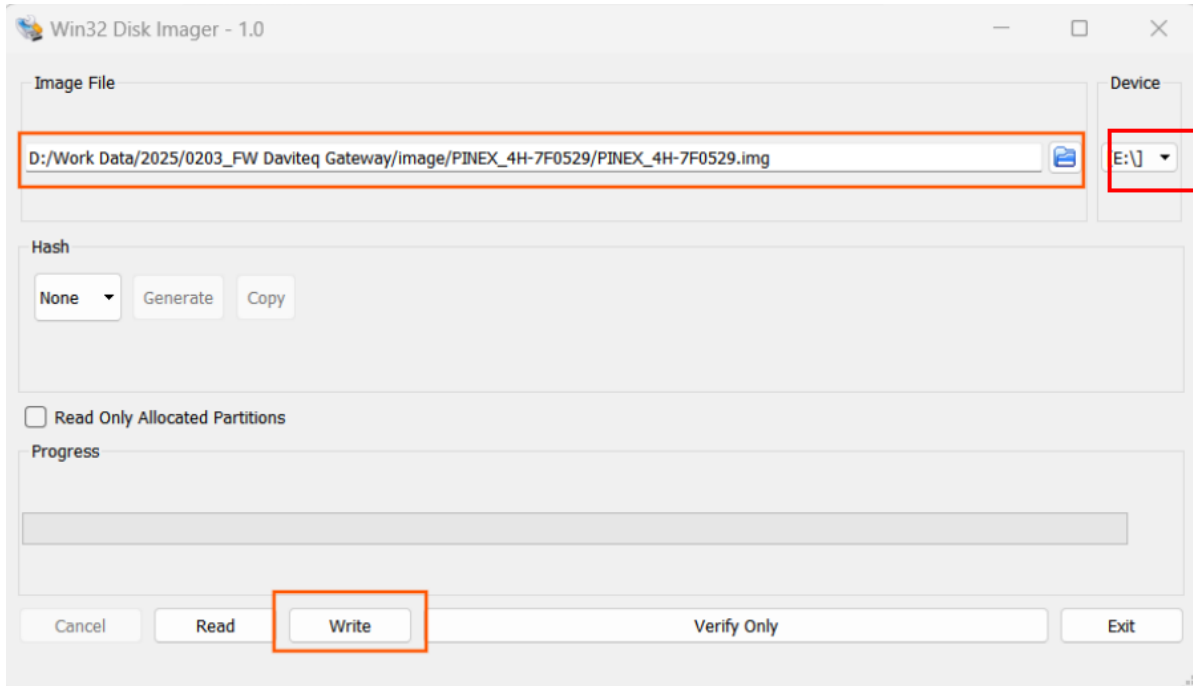 Win32 Disk Imager - 1.0
Image File
Device
D:/Work Data/2025/0203_FW Daviteq Gateway/image/PINEX_4H-7F0529/PINEX_4H-7F0529.img
E:\]
Hash
None
Generate
Copy
Read Only Allocated Partitions
Progress
Cancel
Read
Write
Verify Only
Exit